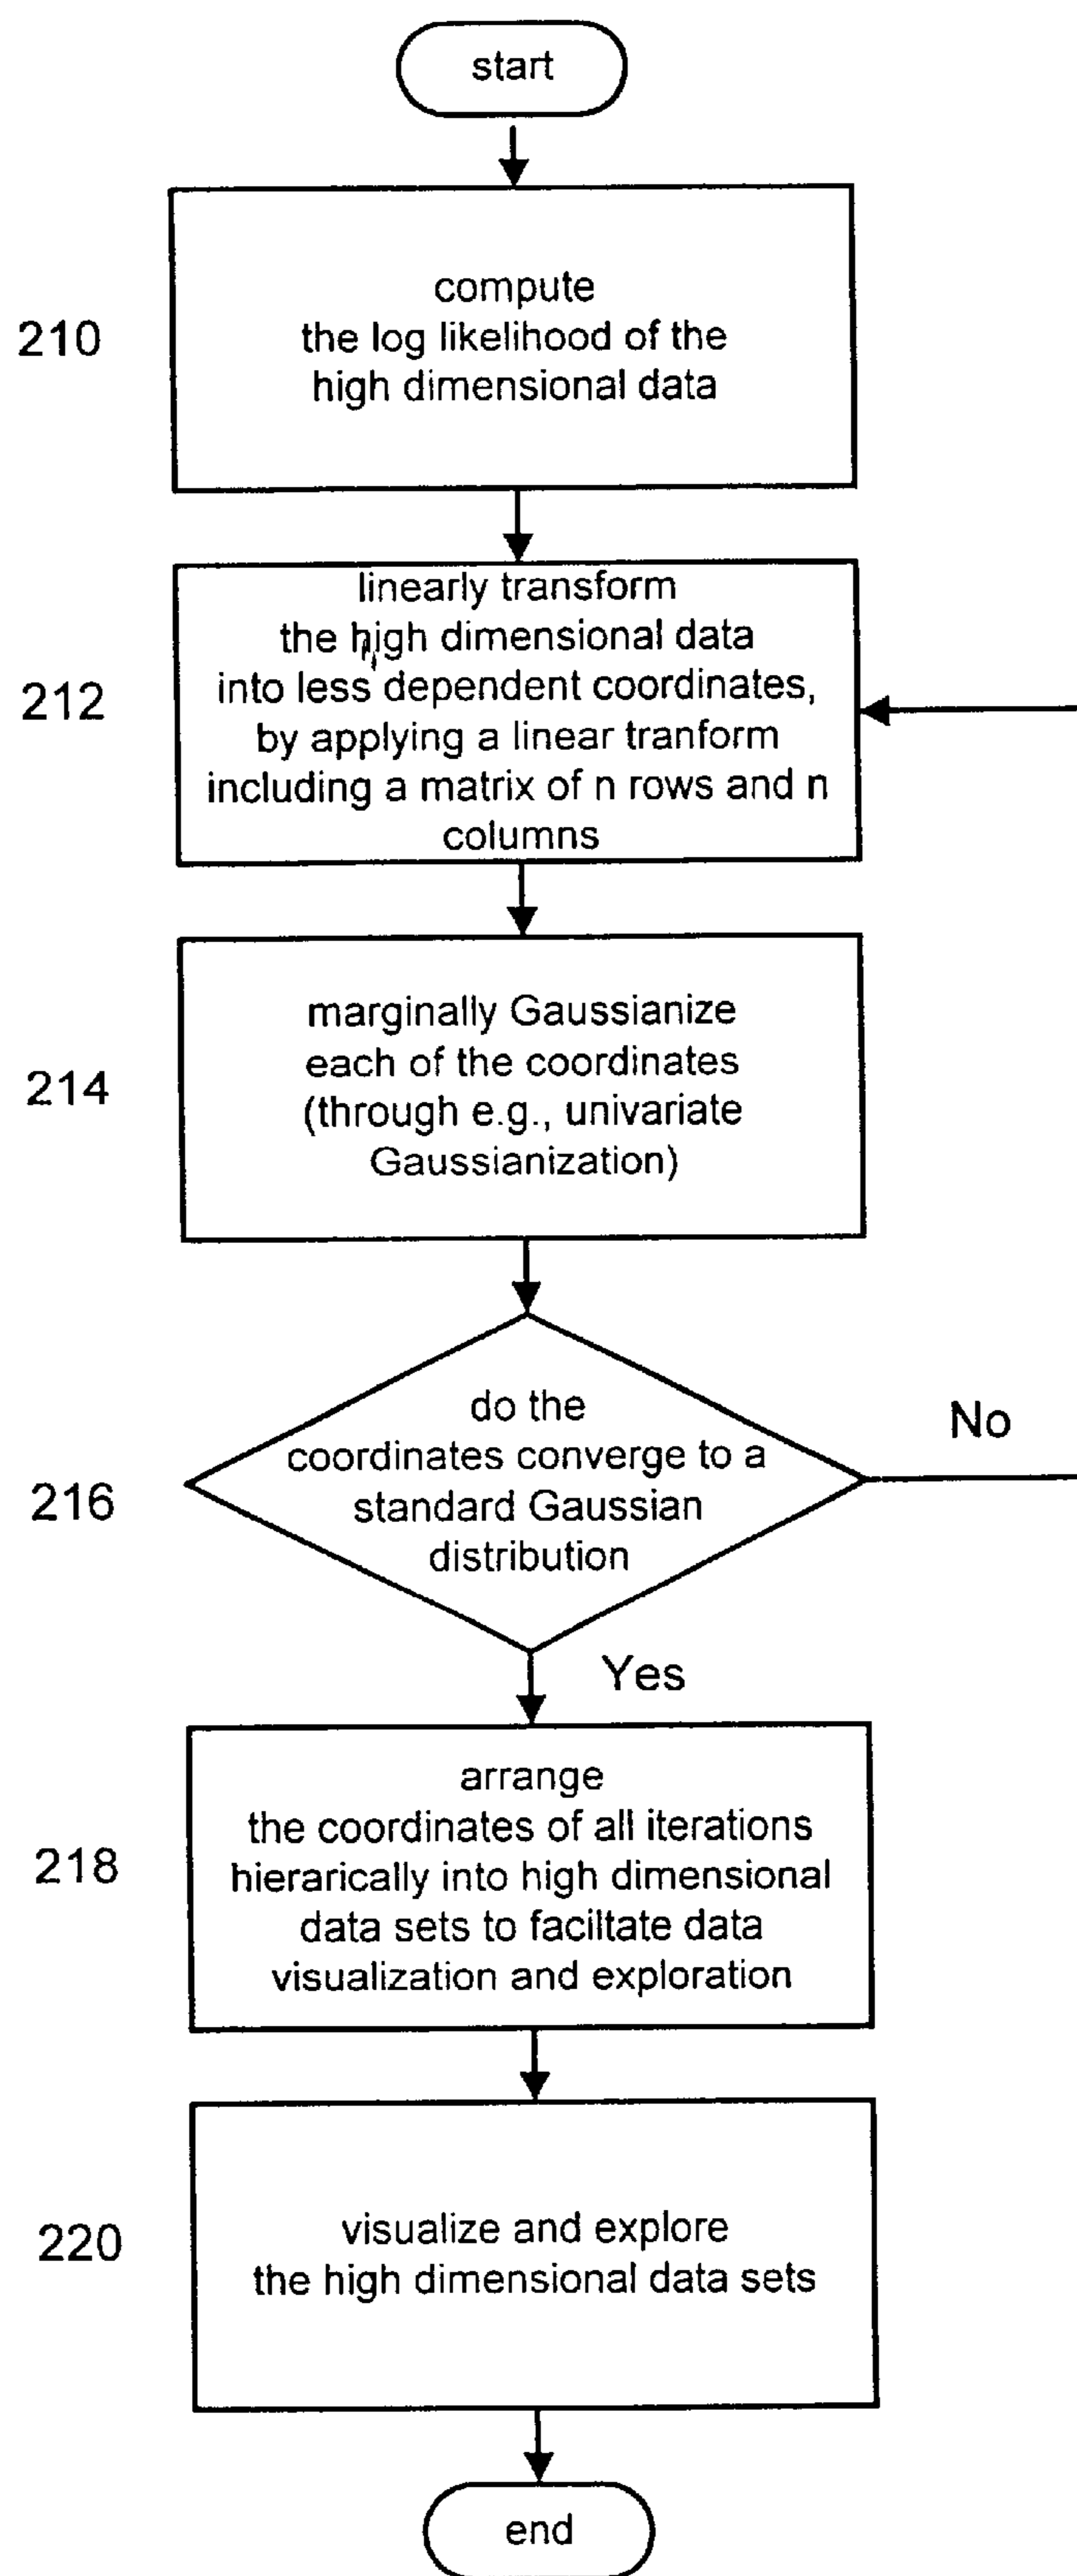 start
210
compute
the log likelihood of the
high dimensional data
212
linearly transform
the high dimensional data
into less dependent coordinates,
by applying a linear tranform
including a matrix of n rows and n
columns
214
marginally Gaussianize
each of the coordinates
(through e.g., univariate
Gaussianization)
216
do the
coordinates converge to a
standard Gaussian
distribution
No
Yes
218
arrange
the coordinates of all iterations
hierarically into high dimensional
data sets to faciltate data
visualization and exploration
220
visualize and explore
the high dimensional data sets
end